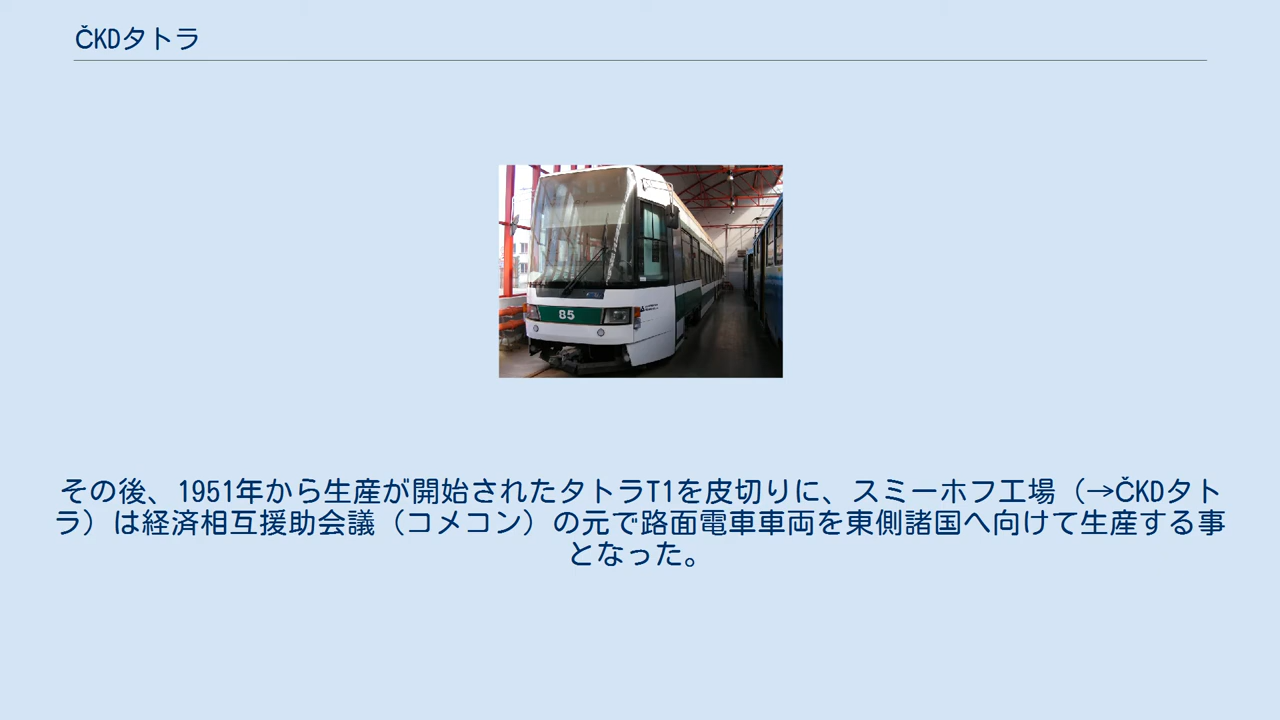 ČKDタトラ
85
その後、1951年から生産が開始されたタトラT1を皮切りに、スミーホフ工場（→ČKDタト
ラ）は経済相互援助会議（コメコン）の元で路面電車車両を東側諸国へ向けて生産する事
となった。